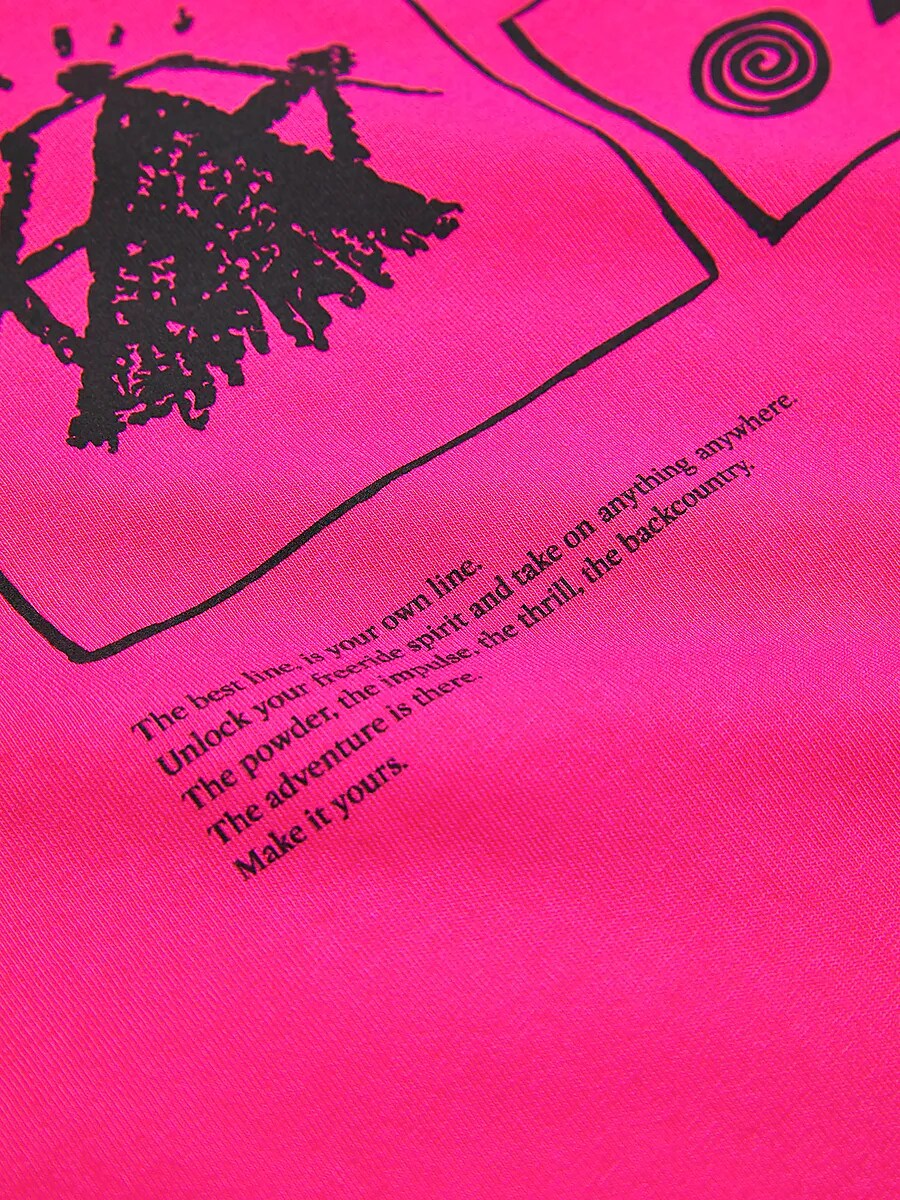 The best line, is your own line.
Unlock your freeride spirit and take on anything anywhere.
The powder, the impulse, the thrill, the backcountry.
The adventure is there.
Make it yours.